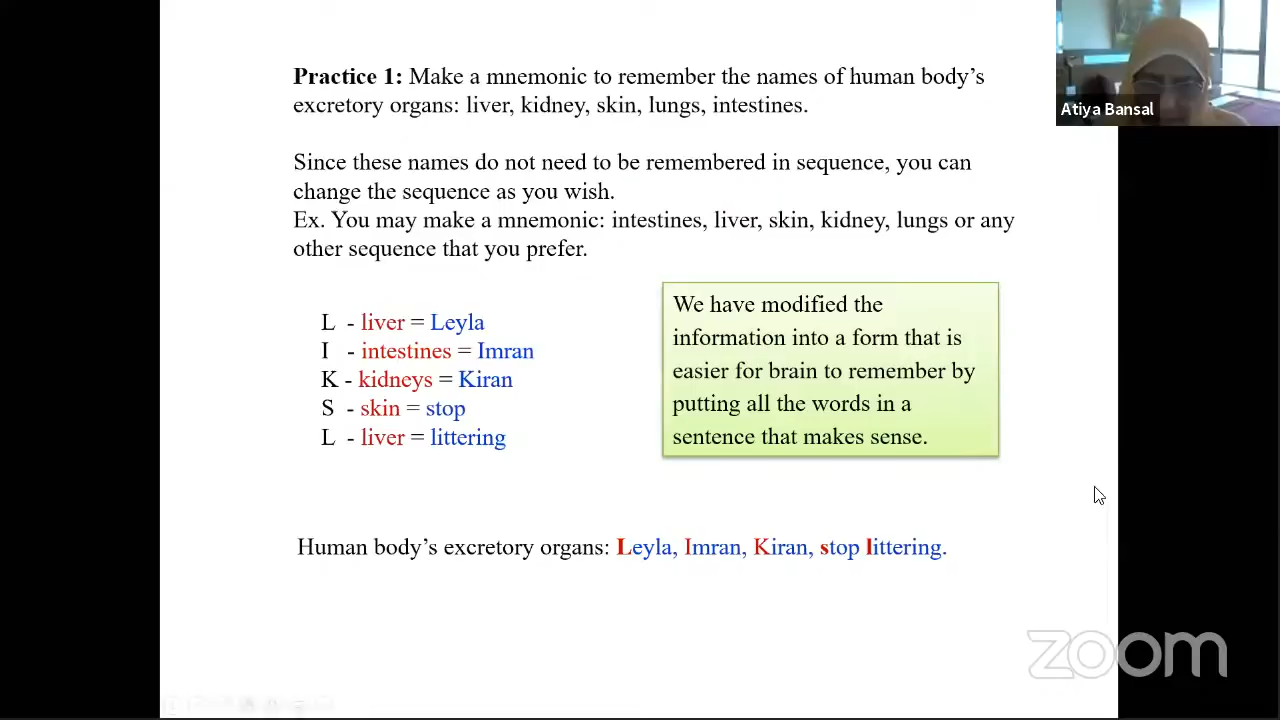 Practice 1: Make a mnemonic to remember the names of human body's
excretory organs: liver, kidney, skin, lungs, intestines.
Since these names do not need to be remembered in sequence, you can
change the sequence as you wish.
Ex. You may make a mnemonic: intestines, liver, skin, kidney, lungs or any
other sequence that you prefer.
L - liver = Leyla
I - intestines = Imran
K - kidneys = Kiran
S - skin = stop
L - liver = littering
We have modified the
information into a form that is
easier for brain to remember by
putting all the words in a
sentence that makes sense.
Human body's excretory organs: Leyla, Imran, Kiran, stop littering.
Atiya Bansal
zoom